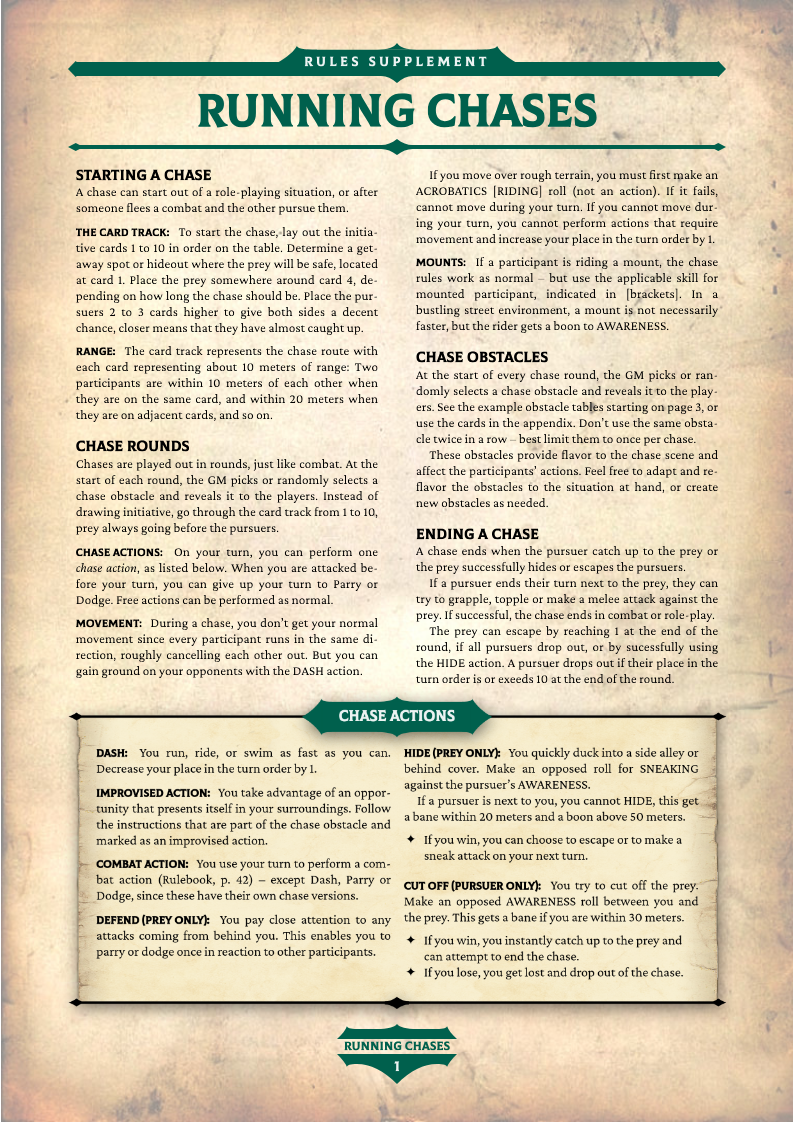 RULES SUPPLEMENT
RUNNING CHASES
STARTING A CHASE
A chase can start out of a role-playing situation, or after
someone flees a combat and the other pursue them.
THE CARD TRACK: To start the chase, lay out the initia-
tive cards 1 to 10 in order on the table. Determine a get-
away spot or hideout where the prey will be safe, located
at card 1. Place the prey somewhere around card 4, de-
pending on how long the chase should be. Place the pur-
suers 2 to 3 cards higher to give both sides a decent
chance, closer means that they have almost caught up.
RANGE: The card track represents the chase route with
each card representing about 10 meters of range: Two
participants are within 10 meters of each other when
they are on the same card, and within 20 meters when
they are on adjacent cards, and so on.
CHASE ROUNDS
Chases are played out in rounds, just like combat. At the
start of each round, the GM picks or randomly selects a
chase obstacle and reveals it to the players. Instead of
drawing initiative, go through the card track from 1 to 10,
prey always going before the pursuers.
CHASE ACTIONS: On your turn, you can perform one
chase action, as listed below. When you are attacked be-
fore your turn, you can give up your turn to Parry or
Dodge. Free actions can be performed as normal.
MOVEMENT: During a chase, you don't get your normal
movement since every participant runs in the same di-
rection, roughly cancelling each other out. But you can
gain ground on your opponents with the DASH action.
If you move over rough terrain, you must first make an
ACROBATICS [RIDING] roll (not an action). If it fails,
cannot move during your turn. If you cannot move dur-
ing your turn, you cannot perform actions that require
movement and increase your place in the turn order by 1.
MOUNTS: If a participant is riding a mount, the chase
rules work as normal – but use the applicable skill for
mounted participant, indicated in [brackets]. In a
bustling street environment, a mount is not necessarily
faster, but the rider gets a boon to AWARENESS.
CHASE OBSTACLES
At the start of every chase round, the GM picks or ran-
domly selects a chase obstacle and reveals it to the play-
ers. See the example obstacle tables starting on page 3, or
use the cards in the appendix. Don't use the same obsta-
cle twice in a row – best limit them to once per chase.
These obstacles provide flavor to the chase scene and
affect the participants' actions. Feel free to adapt and re-
flavor the obstacles to the situation at hand, or create
new obstacles as needed.
ENDING A CHASE
A chase ends when the pursuer catch up to the prey or
the prey successfully hides or escapes the pursuers.
If a pursuer ends their turn next to the prey, they can
try to grapple, topple or make a melee attack against the
prey. If successful, the chase ends in combat or role-play.
The prey can escape by reaching 1 at the end of the
round, if all pursuers drop out, or by sucessfully using
the HIDE action. A pursuer drops out if their place in the
turn order is or exeeds 10 at the end of the round.
CHASE ACTIONS
DASH: You run, ride, or swim as fast as you can.
Decrease your place in the turn order by 1.
IMPROVISED ACTION: You take advantage of an oppor-
tunity that presents itself in your surroundings. Follow
the instructions that are part of the chase obstacle and
marked as an improvised action.
COMBAT ACTION: You use your turn to perform a com-
bat action (Rulebook, p. 42) – except Dash, Parry or
Dodge, since these have their own chase versions.
DEFEND (PREY ONLY): You pay close attention to any
attacks coming from behind you. This enables you to
parry or dodge once in reaction to other participants.
HIDE (PREY ONLY): You quickly duck into a side alley or
behind cover. Make an opposed roll for SNEAKING
against the pursuer's AWARENESS.
If a pursuer is next to you, you cannot HIDE, this get
a bane within 20 meters and a boon above 50 meters.
✦ If you win, you can choose to escape or to make a
sneak attack on your next turn.
CUT OFF (PURSUER ONLY): You try to cut off the prey.
Make an opposed AWARENESS roll between you and
the prey. This gets a bane if you are within 30 meters.
✦ If you win, you instantly catch up to the prey and
can attempt to end the chase.
✦ If you lose, you get lost and drop out of the chase.
RUNNING CHASES
1